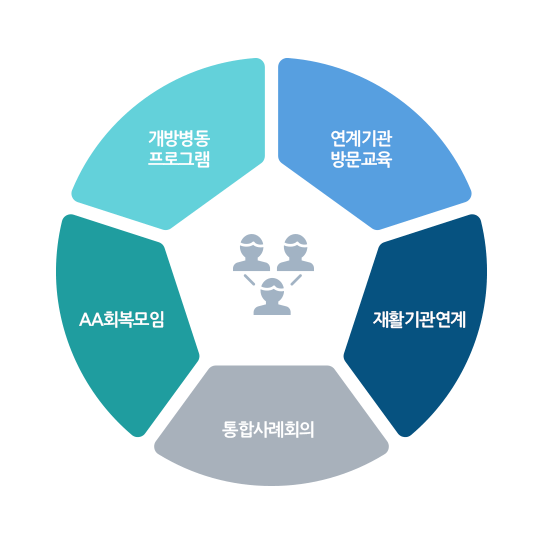 개방병동
프로그램
연계기관
방문교육
AA회복모임
재활기관연계
통합사례회의